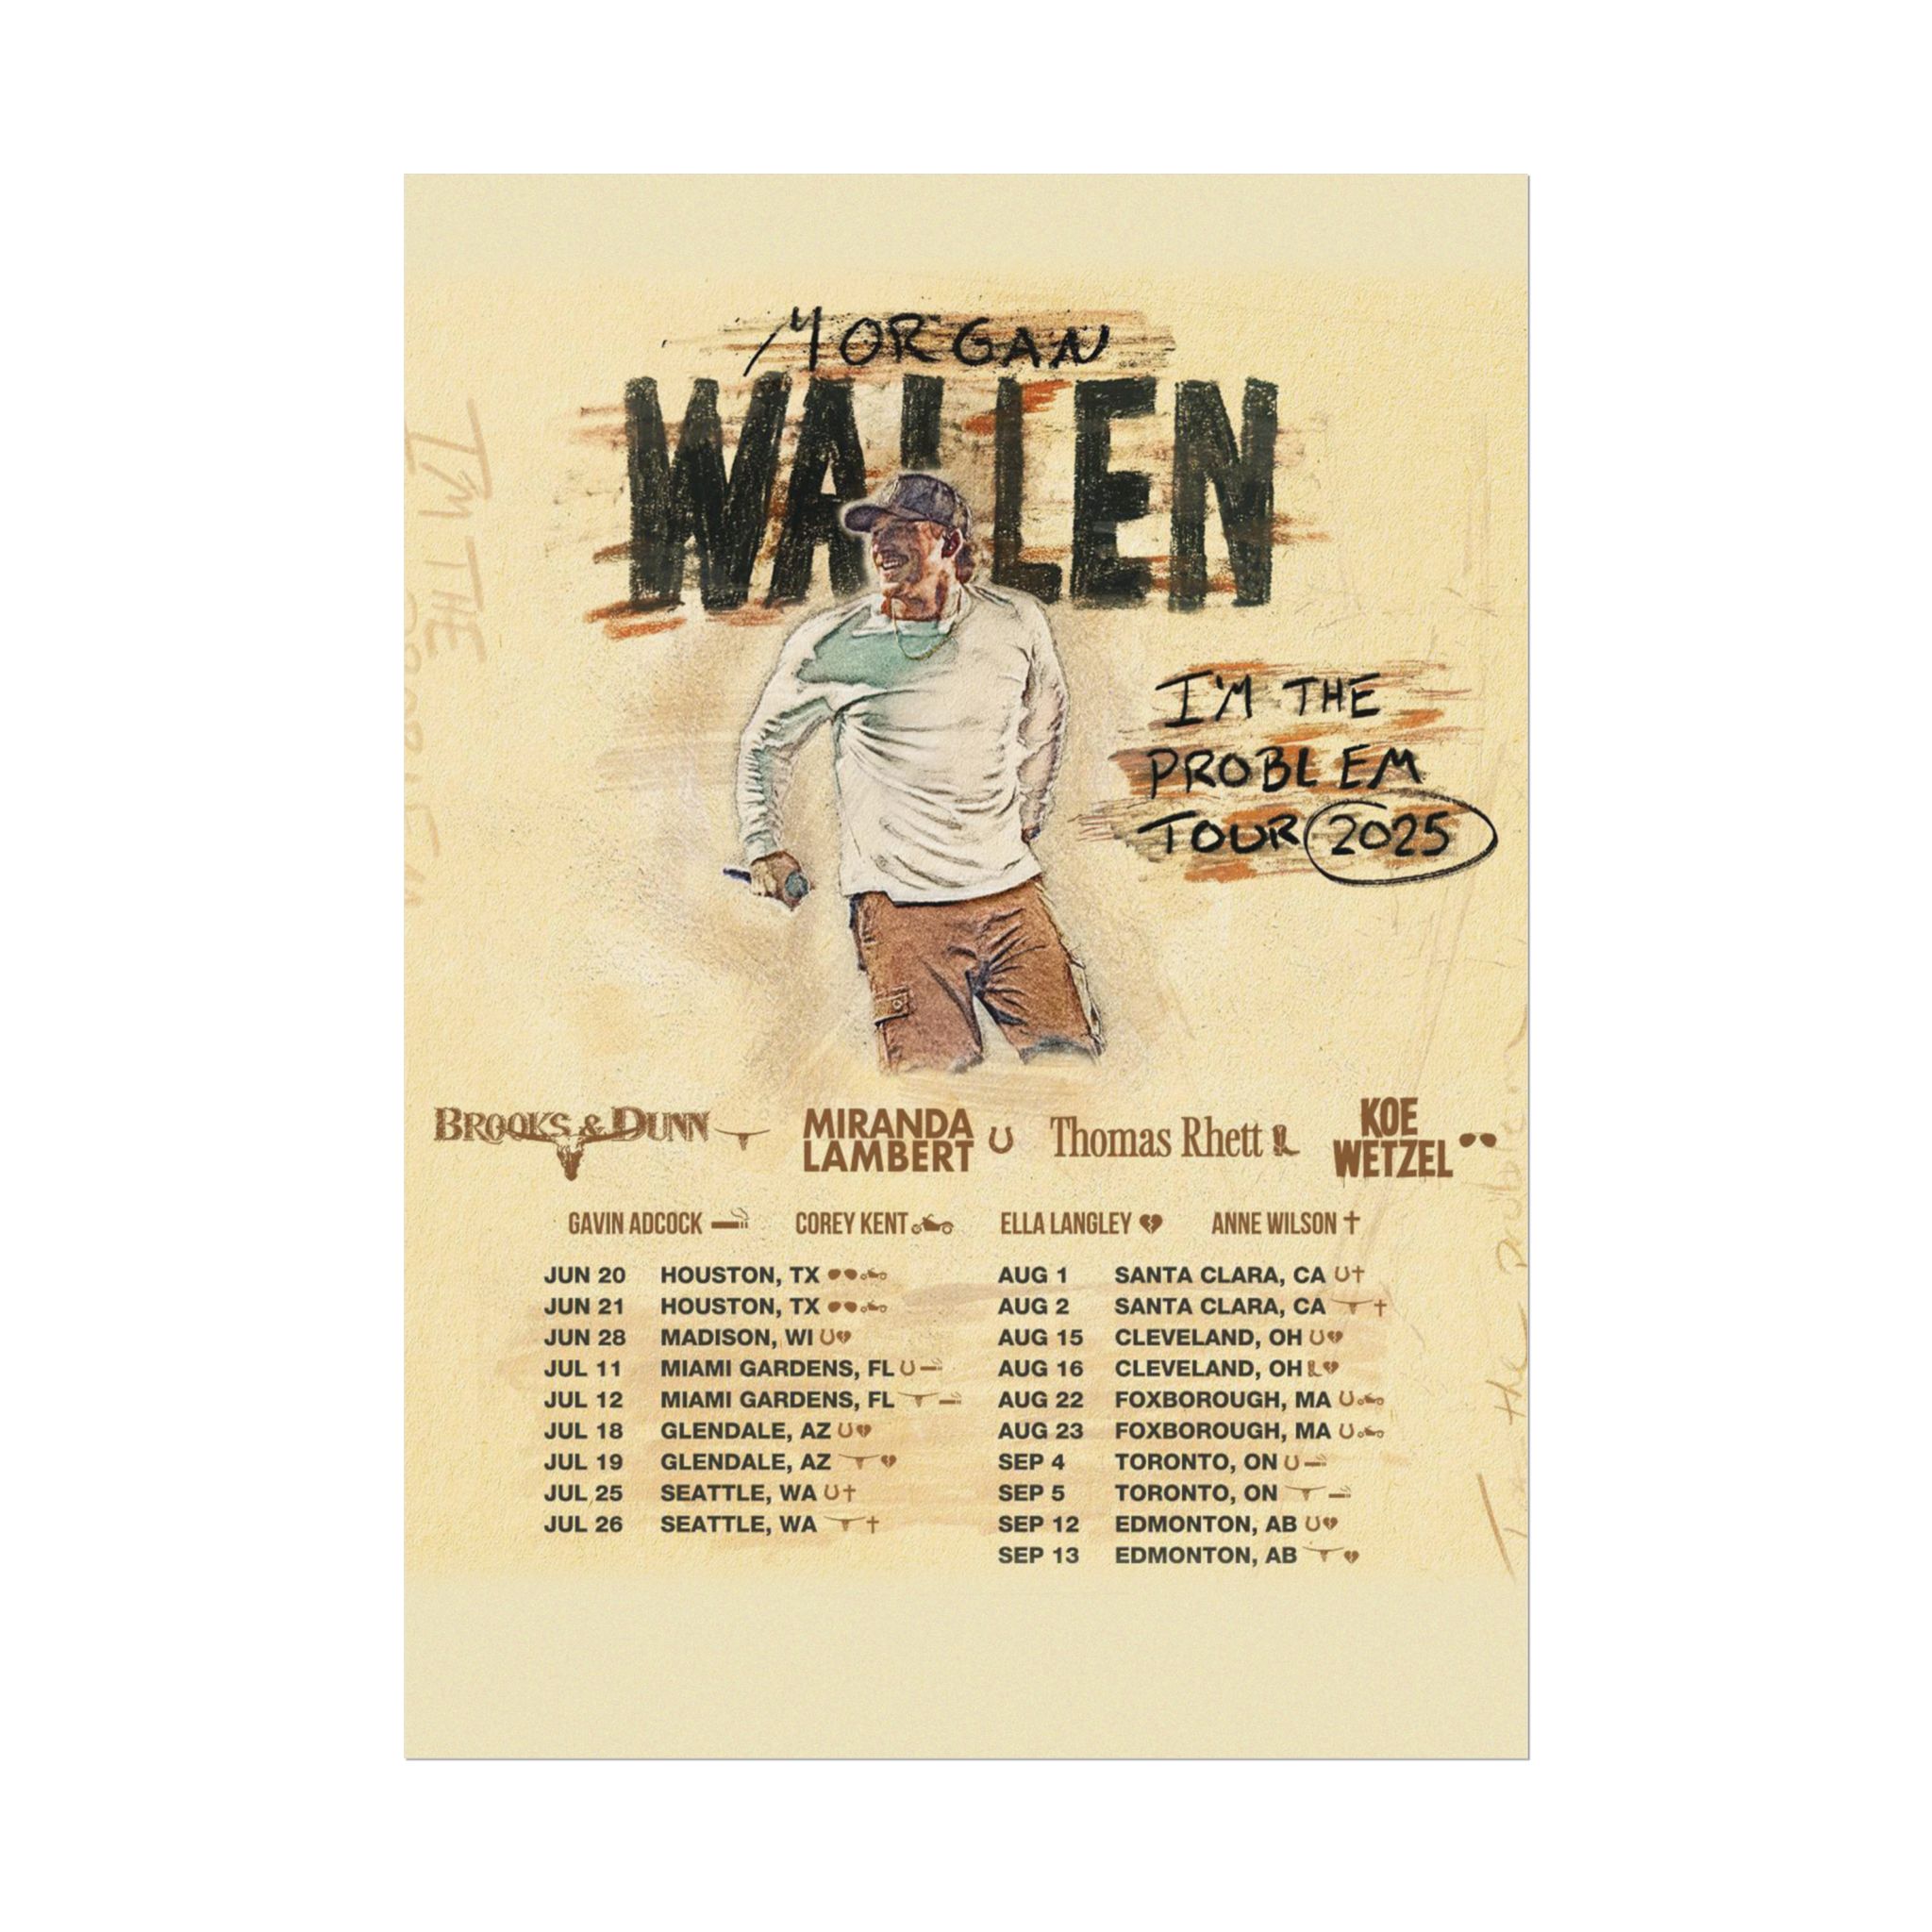 MORGAN
WALLEN
I'M THE
PROBLEM
TOUR 2025
I'M THE
BROOKS & DUNN
MIRANDA
LAMBERT
Thomas Rhett
KOE
WETZEL
GAVIN ADCOCK COREY KENT ELLA LANGLEY ANNE WILSON
JUN 20 HOUSTON, TX
JUN 21 HOUSTON, TX
JUN 28 MADISON, WI
JUL 11 MIAMI GARDENS, FL
JUL 12 MIAMI GARDENS, FL
JUL 18 GLENDALE, AZ
JUL 19 GLENDALE, AZ
JUL 25 SEATTLE, WA
JUL 26 SEATTLE, WA
AUG 1 SANTA CLARA, CA
AUG 2 SANTA CLARA, CA
AUG 15 CLEVELAND, OH
AUG 16 CLEVELAND, OH
AUG 22 FOXBOROUGH, MA
AUG 23 FOXBOROUGH, MA
SEP 4 TORONTO, ON
SEP 5 TORONTO, ON
SEP 12 EDMONTON, AB
SEP 13 EDMONTON, AB
the problem